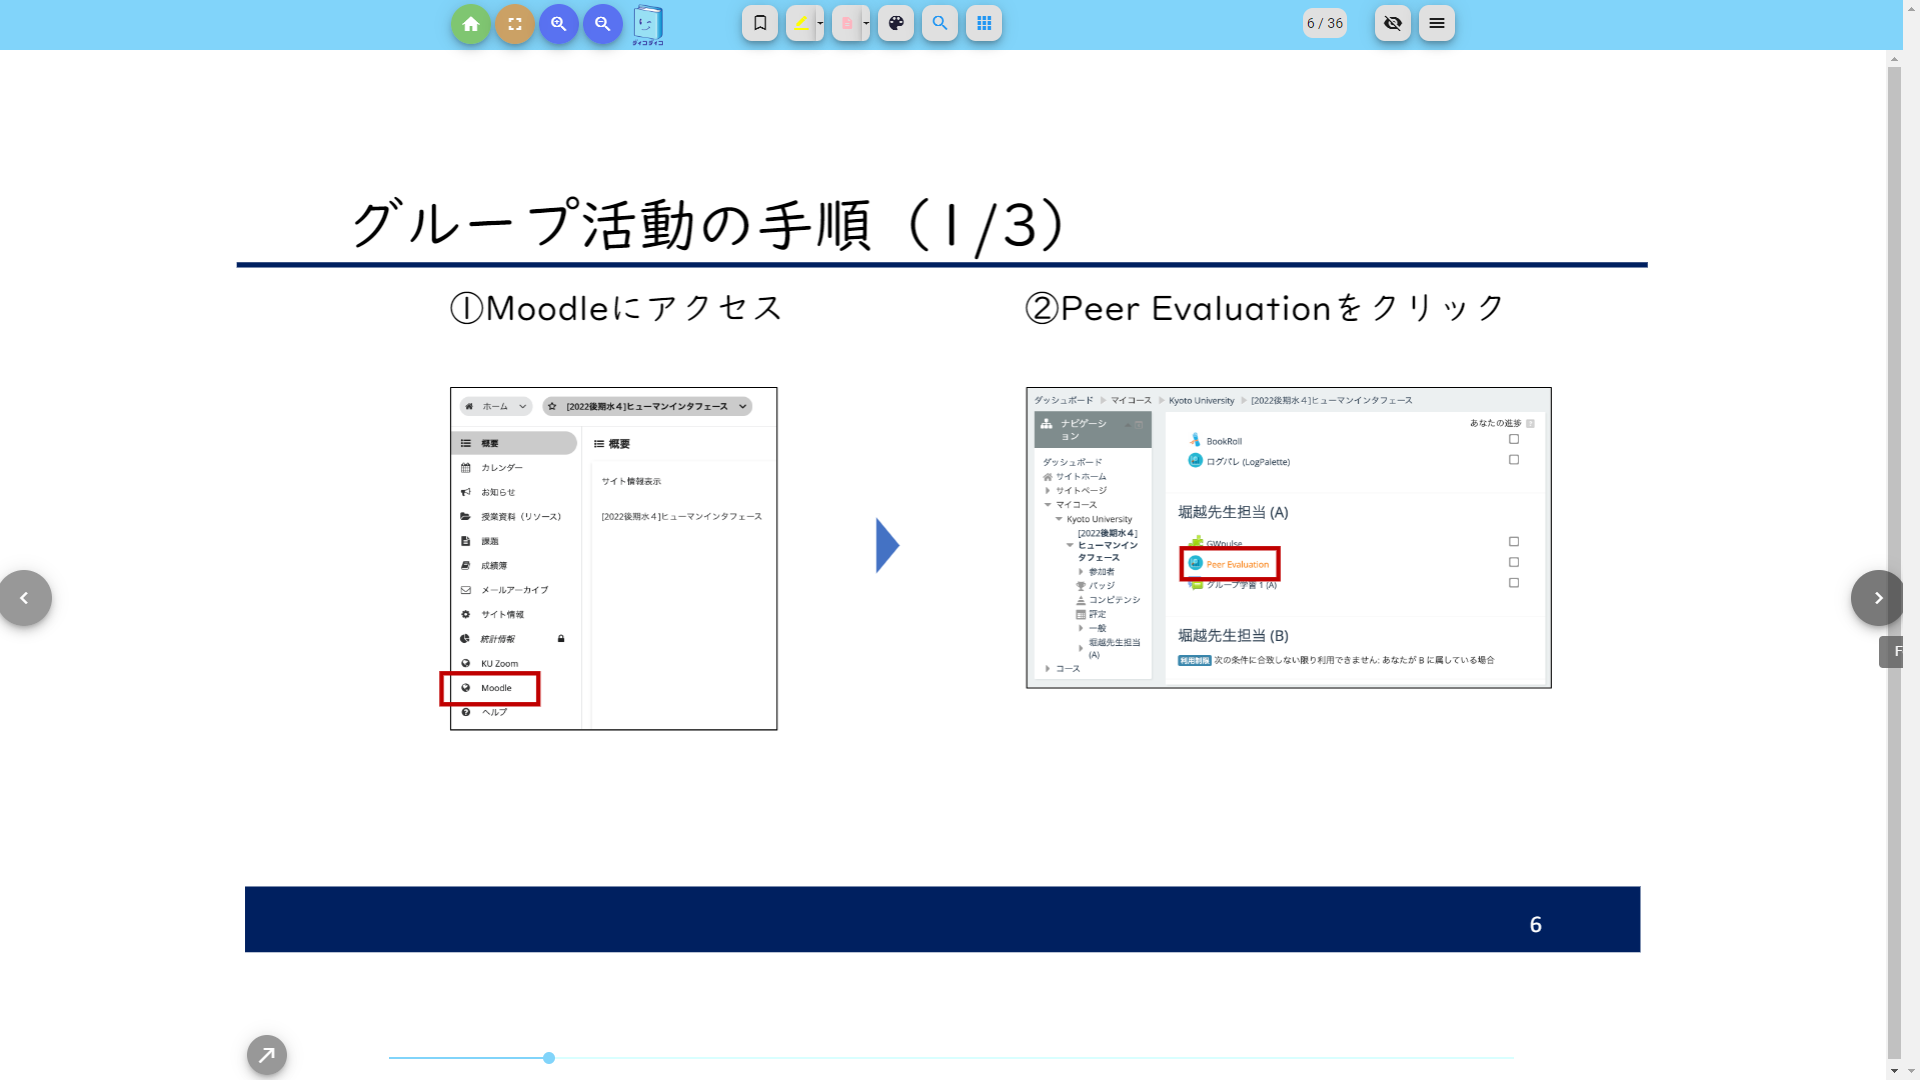 ダイコダイコ
6 / 36
グループ活動の手順（1/3）
①Moodleにアクセス
ホーム
[2022後期水４]ヒューマンインタフェース
概要
カレンダー
お知らせ
授業資料（リソース）
課題
成績簿
メールアーカイブ
サイト情報
統計情報
KU Zoom
Moodle
ヘルプ
概要
サイト情報表示
[2022後期水４]ヒューマンインタフェース
②Peer Evaluationをクリック
ダッシュボード マイコース Kyoto University [2022後期水４]ヒューマンインタフェース
ナビゲーシ
ョン
ダッシュボード
サイトホーム
サイトページ
マイコース
Kyoto University
[2022後期水４]
ヒューマンイン
タフェース
参加者
バッジ
コンピテンシ
評定
一般
堀越先生担当
(A)
コース
あなたの進捗
BookRoll
ログパレ (LogPalette)
堀越先生担当 (A)
GWpulse
Peer Evaluation
グループ学習 1 (A)
堀越先生担当 (B)
利用制限 次の条件に合致しない限り利用できません: あなたが B に属している場合
6
F